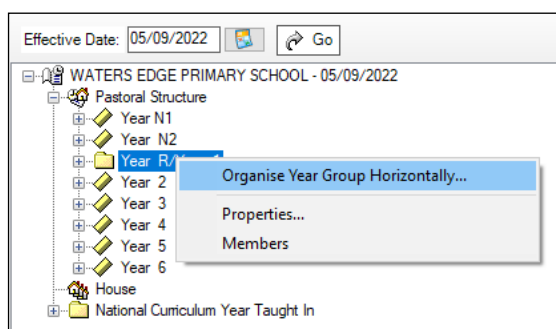 Effective Date: 05/09/2022 Go
WATERS EDGE PRIMARY SCHOOL - 05/09/2022
Pastoral Structure
Year N1
Year N2
Year R/
Organise Year Group Horizontally...
Year 2
Year 3
Properties...
Year 4
Year 5
Members
Year 6
House
National Curriculum Year Taught In